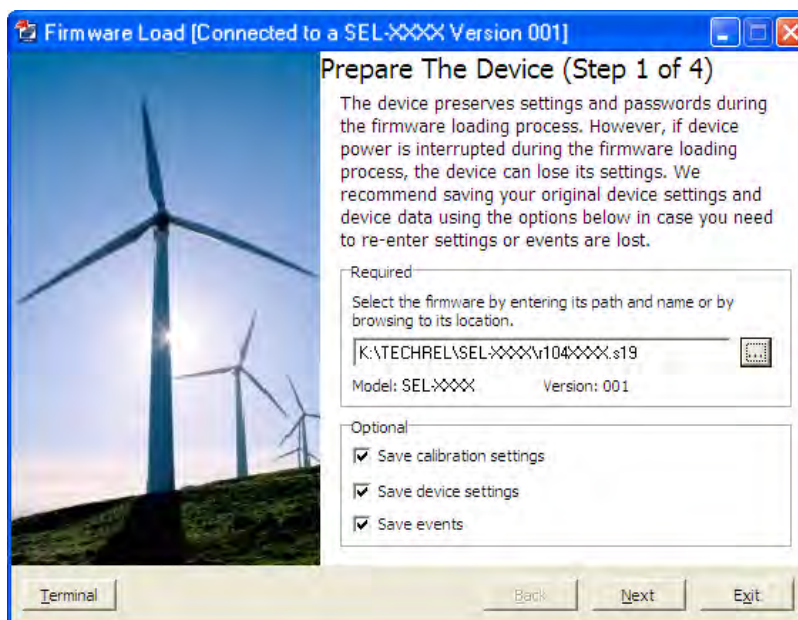 Firmware Load [Connected to a SEL-XXXX Version 001]
Prepare The Device (Step 1 of 4)
The device preserves settings and passwords during
the firmware loading process. However, if device
power is interrupted during the firmware loading
process, the device can lose its settings. We
recommend saving your original device settings and
device data using the options below in case you need
to re-enter settings or events are lost.
Required
Select the firmware by entering its path and name or by
browsing to its location.
K:\TECHREL\SEL-XXXX\r104XXXX.s19
...
Model: SEL-XXXX Version: 001
Optional
Save calibration settings
Save device settings
Save events
Terminal Back Next Exit